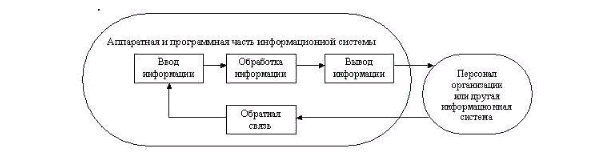 Аппаратная и программная часть информационной системы
Ввод
информации
Обработка
информации
Вывод
информации
Персонал
организации
или другая
информационная
система
Обратная
связь